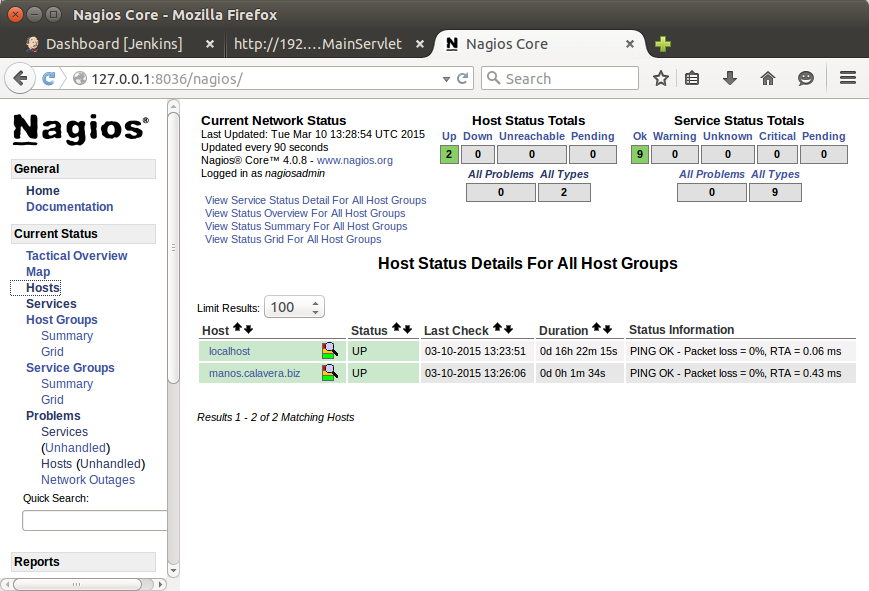 Nagios Core - Mozilla Firefox
Dashboard [Jenkins]
http://192....MainServlet
Nagios Core
127.0.0.1:8036/nagios/
Search
Nagios®
General
Home
Documentation
Current Status
Tactical Overview
Map
Hosts
Services
Host Groups
Summary
Grid
Service Groups
Summary
Grid
Problems
Services
(Unhandled)
Hosts (Unhandled)
Network Outages
Quick Search:
Reports
Current Network Status
Last Updated: Tue Mar 10 13:28:54 UTC 2015
Updated every 90 seconds
Nagios® Core™ 4.0.8 - www.nagios.org
Logged in as nagiosadmin
View Service Status Detail For All Host Groups
View Status Overview For All Host Groups
View Status Summary For All Host Groups
View Status Grid For All Host Groups
Host Status Totals
Up Down Unreachable Pending
2 0 0 0
All Problems All Types
0 2
Service Status Totals
Ok Warning Unknown Critical Pending
9 0 0 0 0
All Problems All Types
0 9
Host Status Details For All Host Groups
Limit Results: 100
Host Status Last Check Duration Status Information
localhost UP 03-10-2015 13:23:51 0d 16h 22m 15s PING OK - Packet loss = 0%, RTA = 0.06 ms
manos.calavera.biz UP 03-10-2015 13:26:06 0d 0h 1m 34s PING OK - Packet loss = 0%, RTA = 0.43 ms
Results 1 - 2 of 2 Matching Hosts